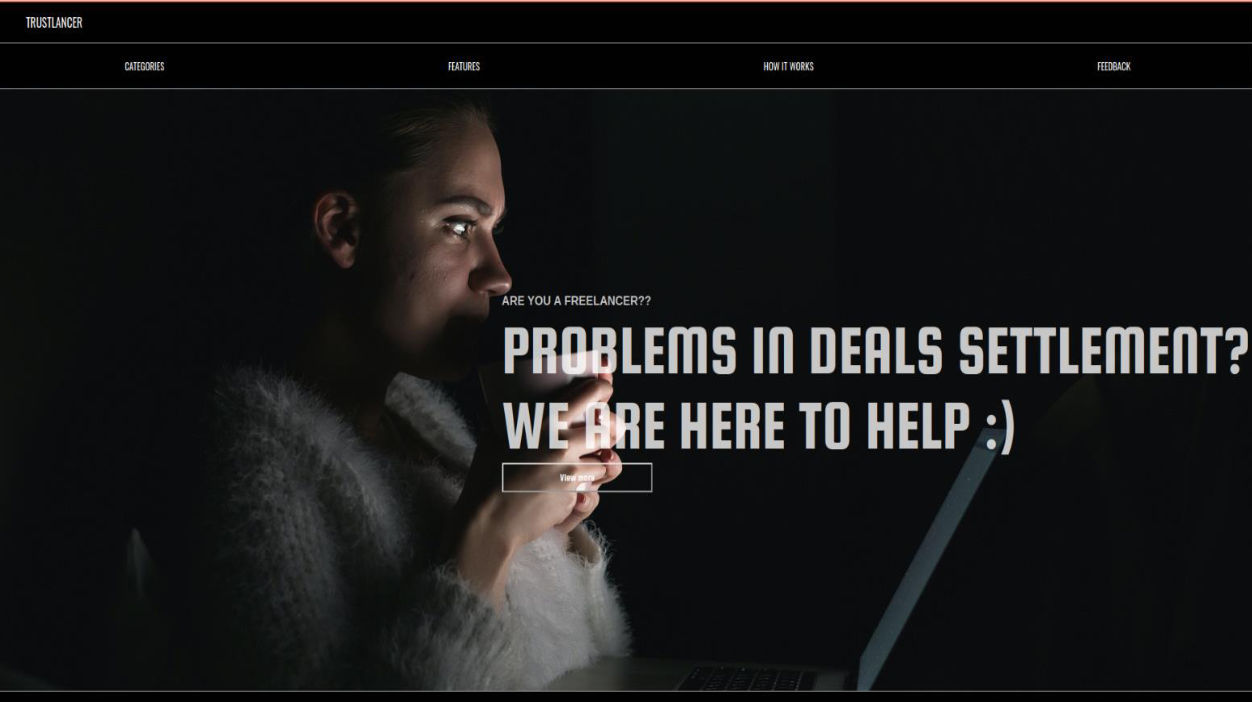 TRUSTLANCER
CATEGORIES FEATURES HOW IT WORKS FEEDBACK
ARE YOU A FREELANCER??
PROBLEMS IN DEALS SETTLEMENT?
WE ARE HERE TO HELP :)
View more